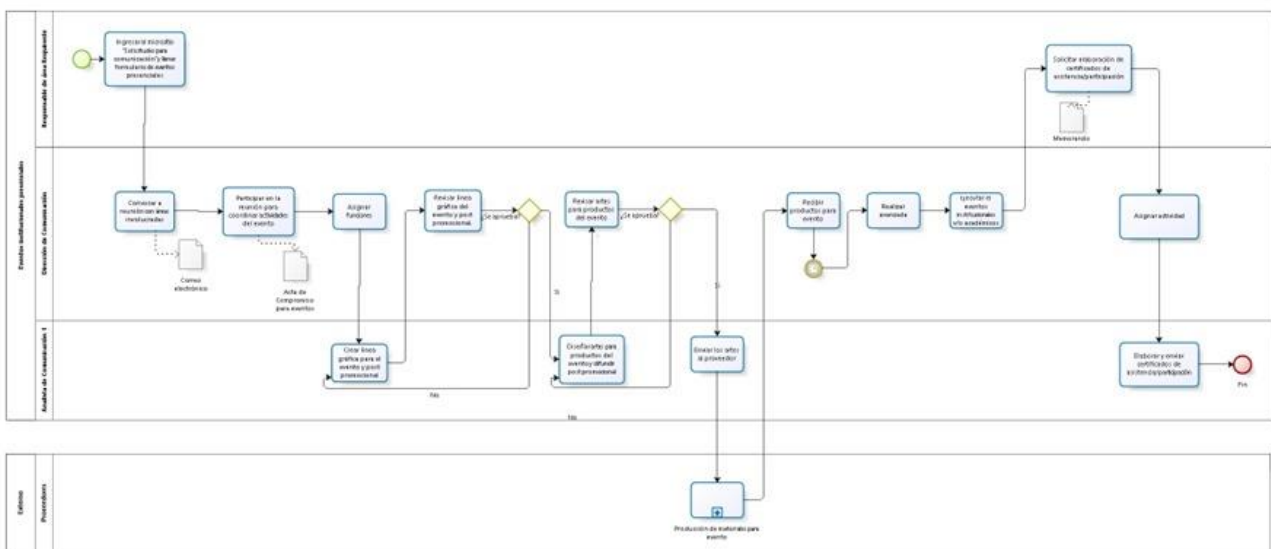 Eventos institucionales presenciales
Responsable de área Requirente
Dirección de Comunicación
Analista de Comunicación 1
Externo
Proveedores
Ingresar al micrositio
"Solicitudes para
comunicación" y llenar
formulario de eventos
presenciales
Solicitar elaboración de
certificados de
asistencia/participación
Memorando
Convocar a
reunión con áreas
involucradas
Correo
electrónico
Participar en la
reunión para
coordinar actividades
del evento
Acta de
Compromiso
para eventos
Asignar
funciones
Revisar línea
gráfica del
evento y post
promocional
¿Se aprueba?
Revisar artes
para productos
del evento
¿Se aprueba?
Recibir
productos para
evento
Realizar
avanzada
eventos
institucionales
y/o académicos
Asignar actividad
Si
Si
Crear línea
gráfica para el
evento y post
promocional
No
para
productos del
evento y difundir
post promocional
No
Enviar los artes
al proveedor
Elaborar y enviar
certificados de
asistencia/participación
Fin
Producción de materiales para
evento